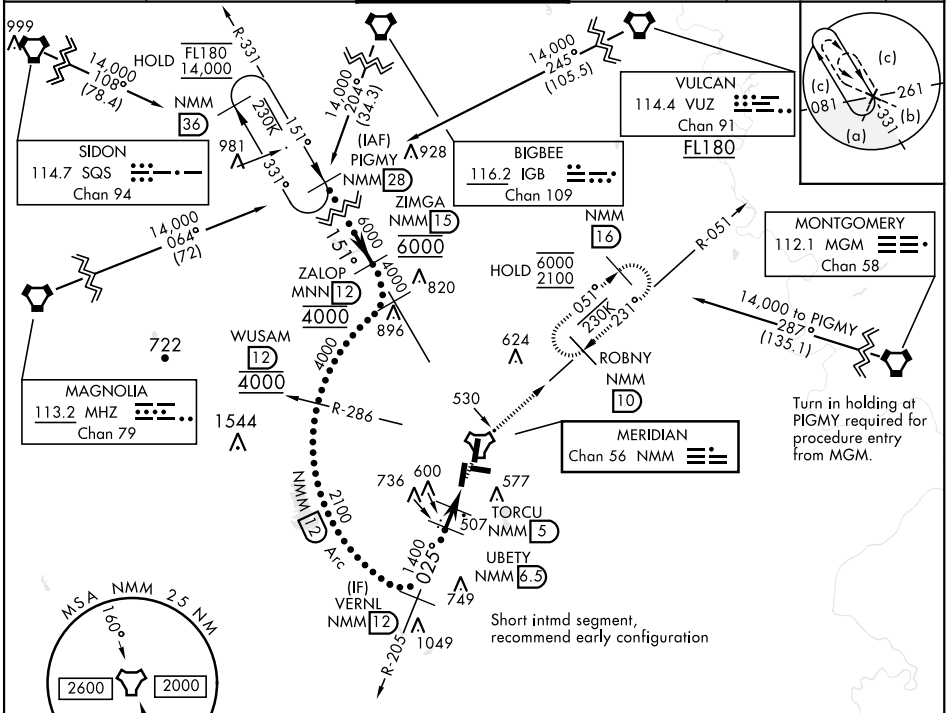 999
14,000
108°
(78.4)
HOLD
FL180
14,000
R-331
NMM
36
230K
151°
331°
981
14,000
204°
(34.3)
(IAF)
PIGMY
NMM 28
928
14,000
245°
(105.5)
VULCAN
114.4 VUZ
Chan 91
FL180
(c)
(c)
081
261
331
(a)
(b)
SIDON
114.7 SQS
Chan 94
BIGBEE
116.2 IGB
Chan 109
ZIMGA
NMM 15
6000
6000
151°
4000
14,000
064°
(72)
ZALOP
MNN 12
4000
820
896
NMM
16
HOLD
6000
2100
051°
230K
231°
R-051
MONTGOMERY
112.1 MGM
Chan 58
14,000 to PIGMY
287°
(135.1)
722
WUSAM
12
4000
4000
624
ROBNY
NMM
10
MAGNOLIA
113.2 MHZ
Chan 79
1544
R-286
530
MERIDIAN
Chan 56 NMM
Turn in holding at
PIGMY required for
procedure entry
from MGM.
736
600
577
2100
NMM 12 Arc
507
TORCU
NMM 5
1400
025°
UBETY
NMM 6.5
749
(IF)
VERNL
NMM 12
1049
R-205
Short intmd segment,
recommend early configuration
MSA NMM 25 NM
160°
2600
2000